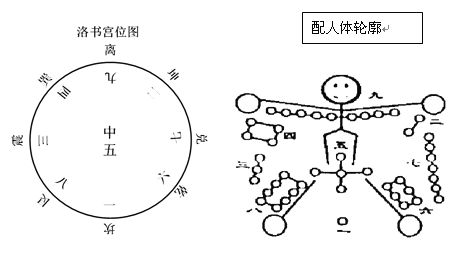 洛书宫位图
离
九
巽
四
坤
二
震
三
中
五
七
兑
艮
八
六
乾
一
坎
配人体轮廓
九
二
四
五
三
七
八
六
一